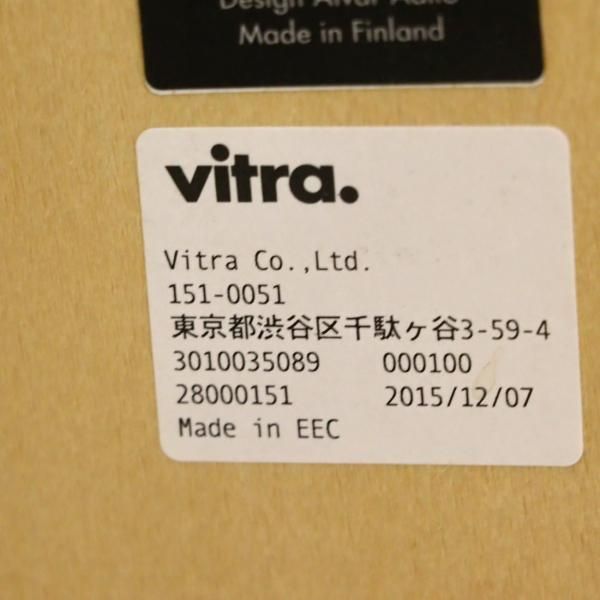 Design Alvar Aalto
Made in Finland
vitra.
Vitra Co.,Ltd.
151-0051
東京都渋谷区千駄ヶ谷3-59-4
3010035089 000100
28000151 2015/12/07
Made in EEC